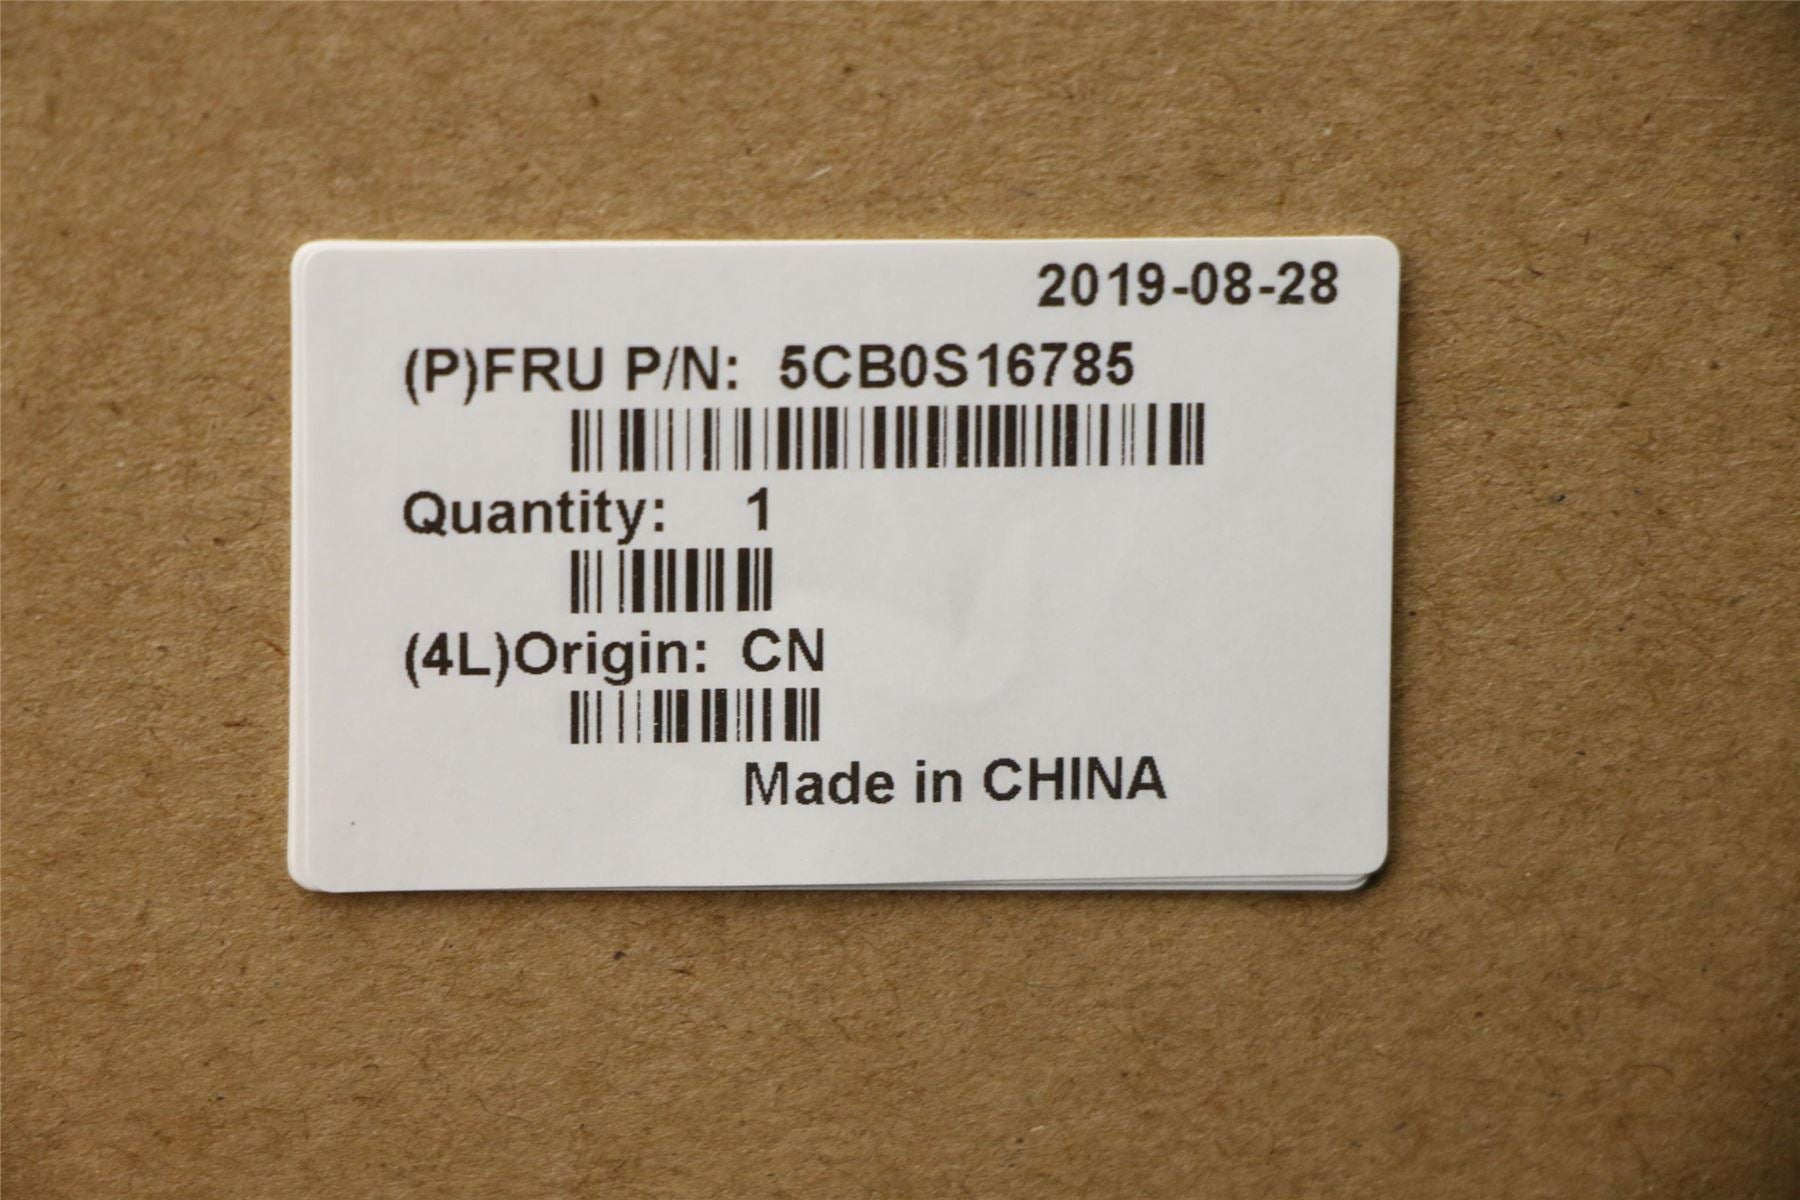 2019-08-28
(P)FRU P/N: 5CB0S16785
Quantity: 1
(4L)Origin: CN
Made in CHINA